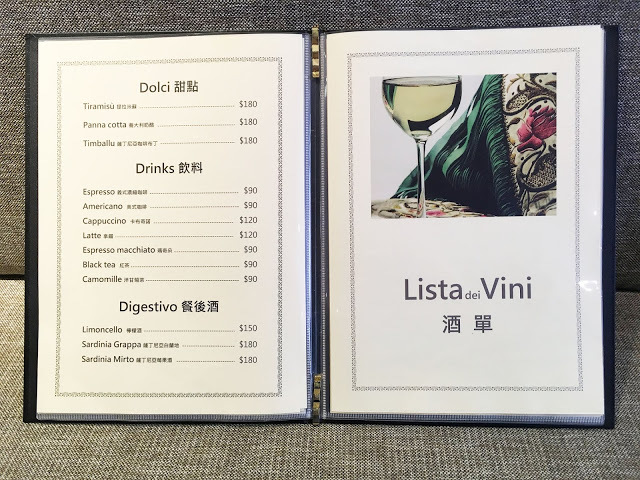 Dolci 甜點
Tiramisù 提拉米蘇 $180
Panna cotta 義大利奶酪 $180
Timballu 薩丁尼亞咖啡布丁 $180
Drinks 飲料
Espresso 義式濃縮咖啡 $90
Americano 美式咖啡 $90
Cappuccino 卡布奇諾 $120
Latte 拿鐵 $120
Espresso macchiato 瑪奇朵 $90
Black tea 紅茶 $90
Camomille 洋甘菊茶 $90
Digestivo 餐後酒
Limoncello 檸檬酒 $150
Sardinia Grappa 薩丁尼亞白蘭地 $180
Sardinia Mirto 薩丁尼亞莓果酒 $180
Lista dei Vini
酒單